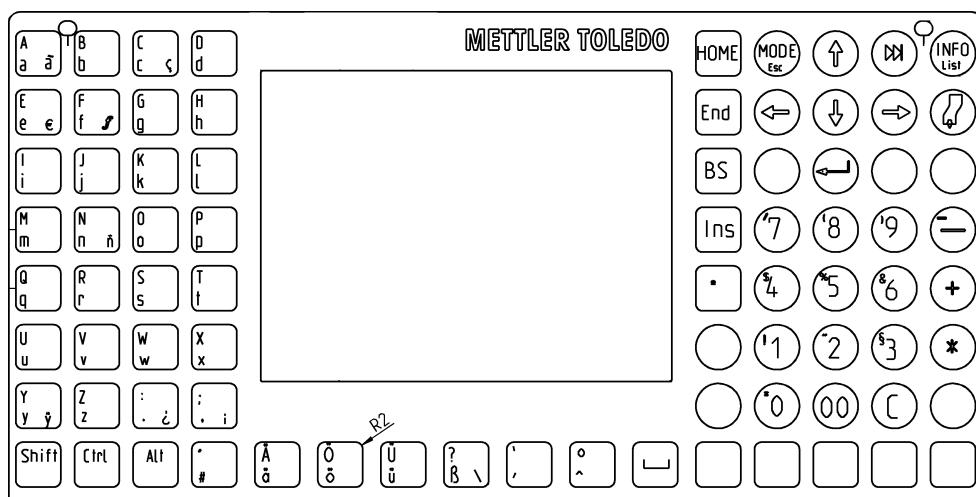 METTLER TOLEDO
A B C D HOME MODE INFO
a ã b c ç d Esc List
E F G H End
e € f g h
I J K L BS
i j k l
M N O P Ins 7 8 9 —
m n ñ o p
Q R S T $4 %5 &6 +
q r s t
U V W X 1 2 §3 *
u v w x
Y Z : ; 0 00 C
y ÿ z . ¿ , ¡
Shift Ctrl Alt # Ä Ö Ü ? °
ä ö ü ß \ ^
R2